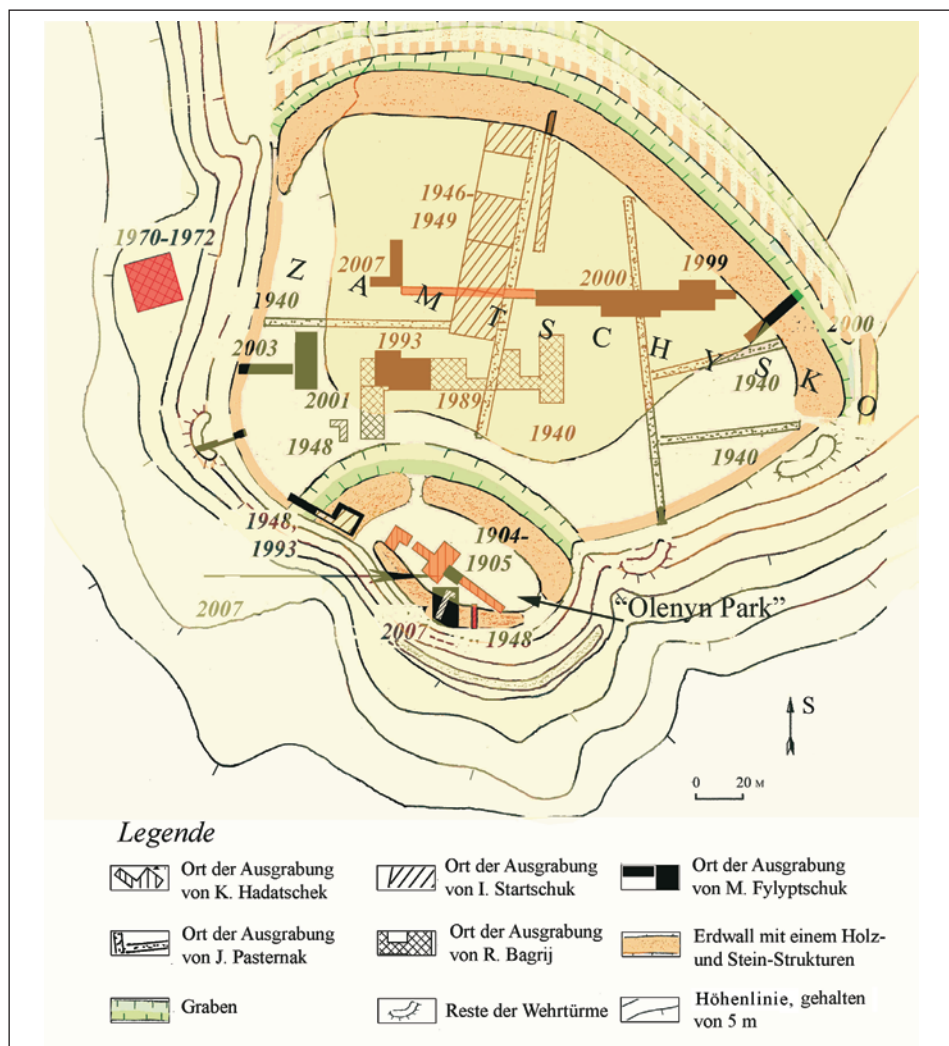 1946-
1949
1970-1972
2007
2000
1999
Z A M T S C H Y S K O
1940
2000
2003
1993
1940
2001
1989
1948
1940
1940
1948,
1993
1904-
1905
2007
"Olenyn Park"
2007
1948
S
0 20 м
Legende
Ort der Ausgrabung
von K. Hadatschek
Ort der Ausgrabung
von I. Startschuk
Ort der Ausgrabung
von M. Fylyptschuk
Ort der Ausgrabung
von J. Pasternak
Ort der Ausgrabung
von R. Bagrij
Erdwall mit einem Holz-
und Stein-Strukturen
Graben
Reste der Wehrtürme
Höhenlinie, gehalten
von 5 m